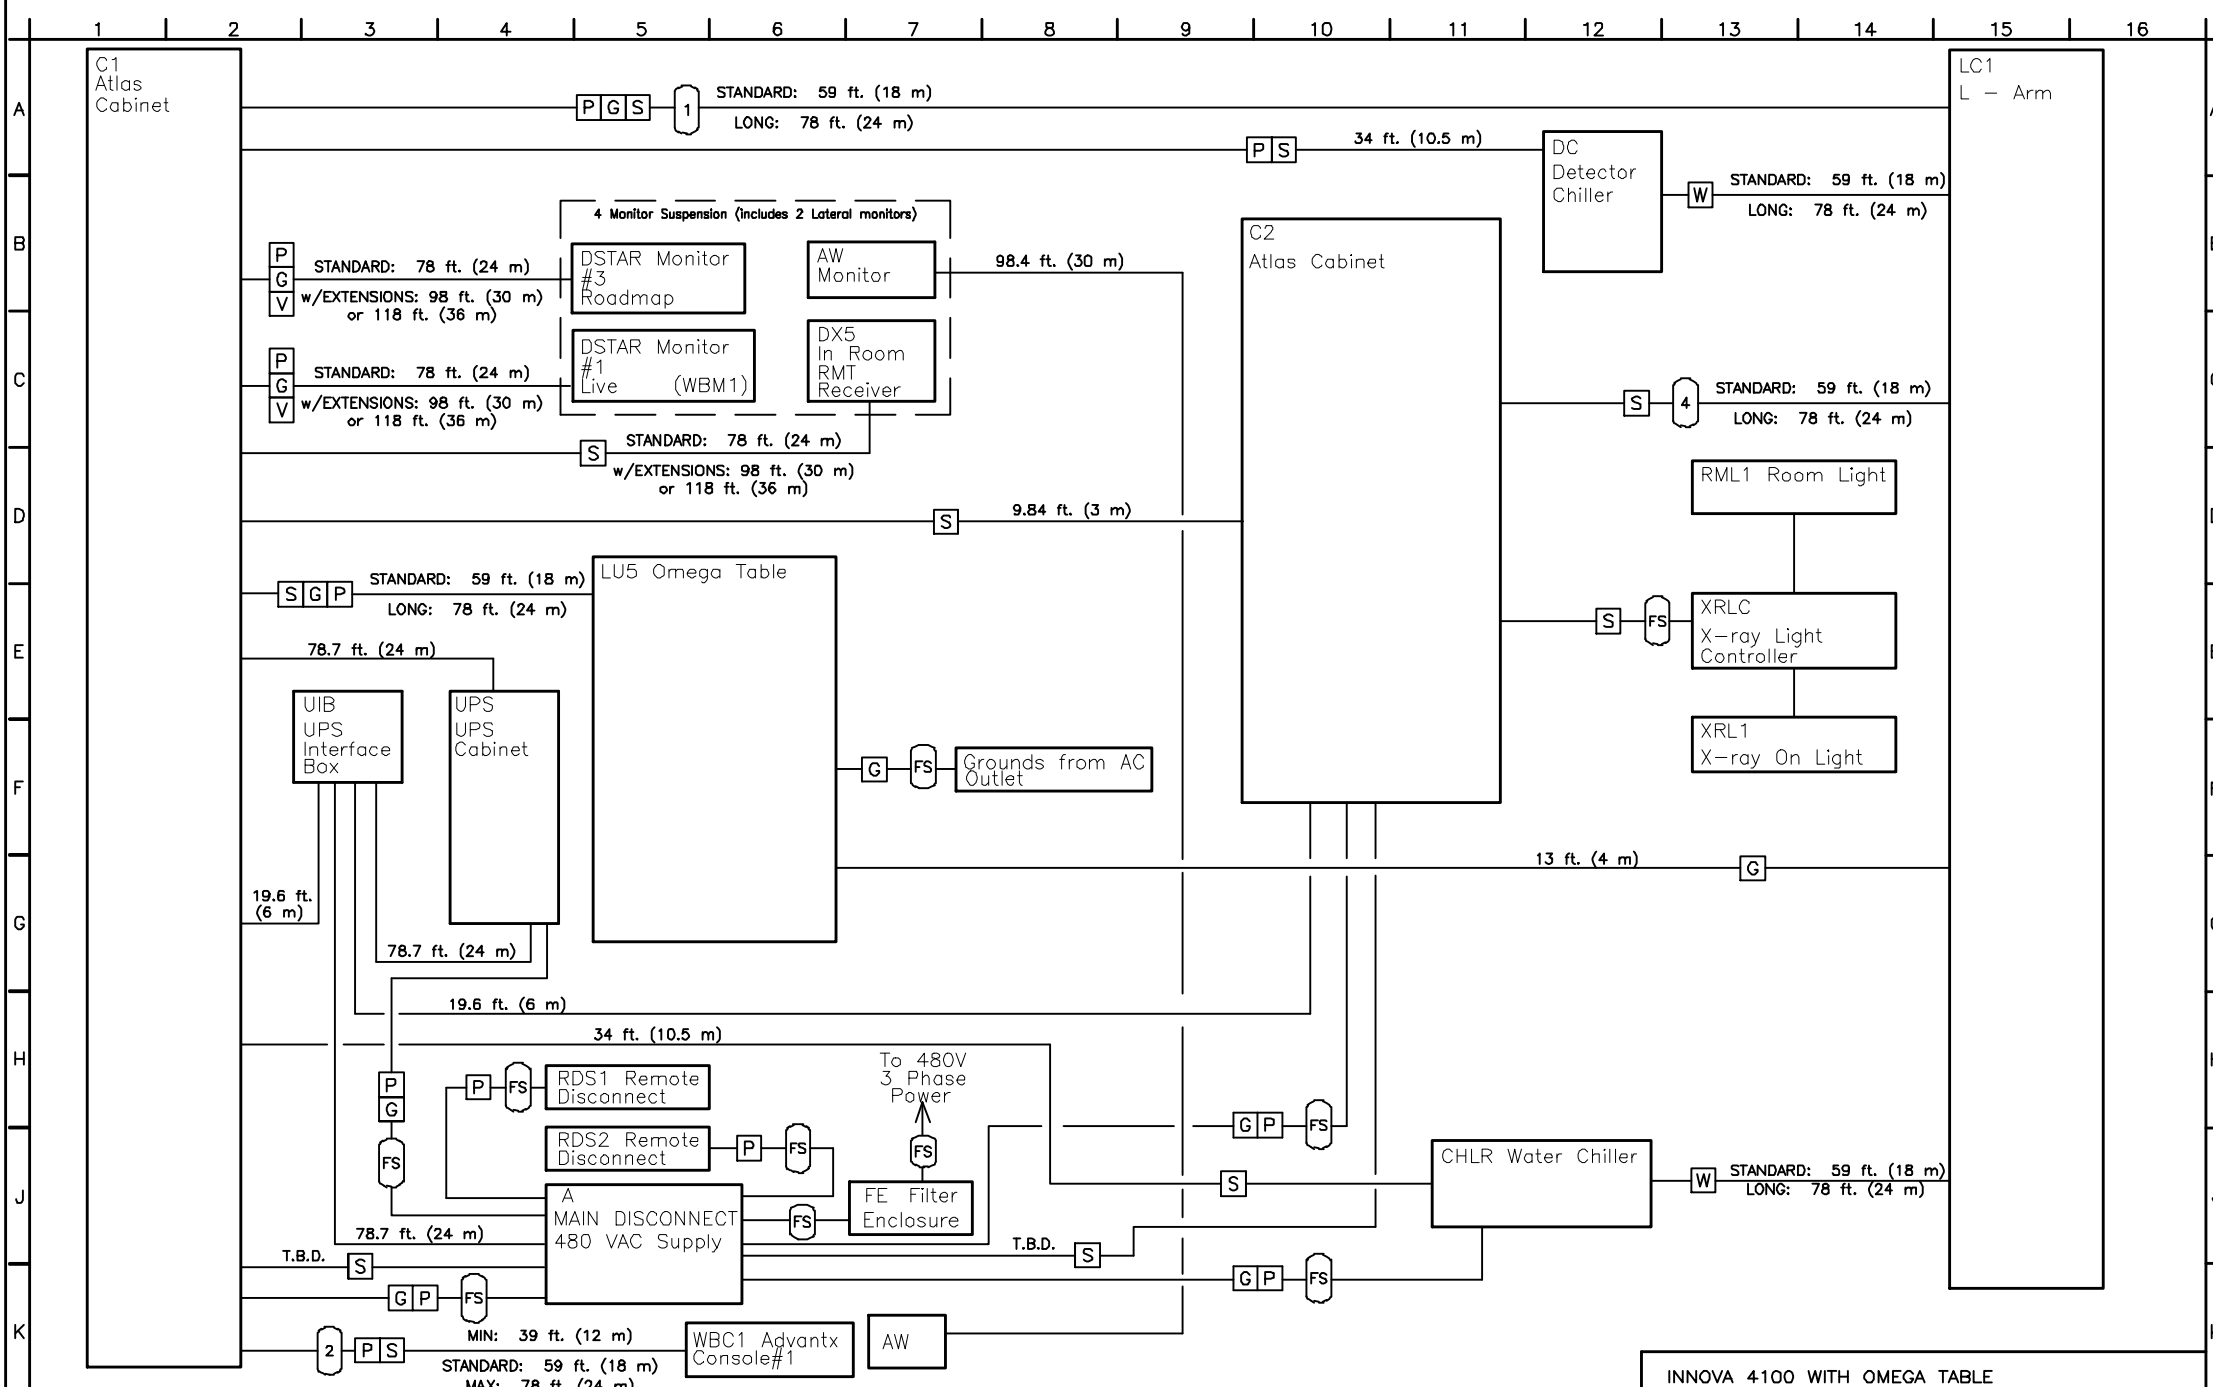 1 2 3 4 5 6 7 8 9 10 11 12 13 14 15 16
A
B
C
D
E
F
G
H
J
K
C1
Atlas
Cabinet
P G S 1
STANDARD: 59 ft. (18 m)
LONG: 78 ft. (24 m)
LC1
L - Arm
P S
34 ft. (10.5 m)
DC
Detector
Chiller
W
STANDARD: 59 ft. (18 m)
LONG: 78 ft. (24 m)
4 Monitor Suspension (includes 2 Lateral monitors)
P
G
V
STANDARD: 78 ft. (24 m)
w/EXTENSIONS: 98 ft. (30 m)
or 118 ft. (36 m)
DSTAR Monitor
#3
Roadmap
AW
Monitor
98.4 ft. (30 m)
C2
Atlas Cabinet
P
G
V
STANDARD: 78 ft. (24 m)
w/EXTENSIONS: 98 ft. (30 m)
or 118 ft. (36 m)
DSTAR Monitor
#1
Live (WBM1)
DX5
In Room
RMT
Receiver
S 4
STANDARD: 59 ft. (18 m)
LONG: 78 ft. (24 m)
S
STANDARD: 78 ft. (24 m)
w/EXTENSIONS: 98 ft. (30 m)
or 118 ft. (36 m)
RML1 Room Light
S
9.84 ft. (3 m)
S G P
STANDARD: 59 ft. (18 m)
LONG: 78 ft. (24 m)
LU5 Omega Table
S FS
XRLC
X-ray Light
Controller
78.7 ft. (24 m)
UIB
UPS
Interface
Box
UPS
UPS
Cabinet
XRL1
X-ray On Light
G FS
Grounds from AC
Outlet
13 ft. (4 m)
G
19.6 ft.
(6 m)
78.7 ft. (24 m)
19.6 ft. (6 m)
34 ft. (10.5 m)
P
G
FS
P FS
RDS1 Remote
Disconnect
To 480V
3 Phase
Power
FS
RDS2 Remote
Disconnect
P FS
G P FS
CHLR Water Chiller
W
STANDARD: 59 ft. (18 m)
LONG: 78 ft. (24 m)
S
A
MAIN DISCONNECT
480 VAC Supply
FS
FE Filter
Enclosure
78.7 ft. (24 m)
T.B.D.
S
T.B.D.
S
G P FS
G P FS
2 P S
MIN: 39 ft. (12 m)
STANDARD: 59 ft. (18 m)
MAX: 78 ft. (24 m)
WBC1 Advantx
Console#1
AW
INNOVA 4100 WITH OMEGA TABLE